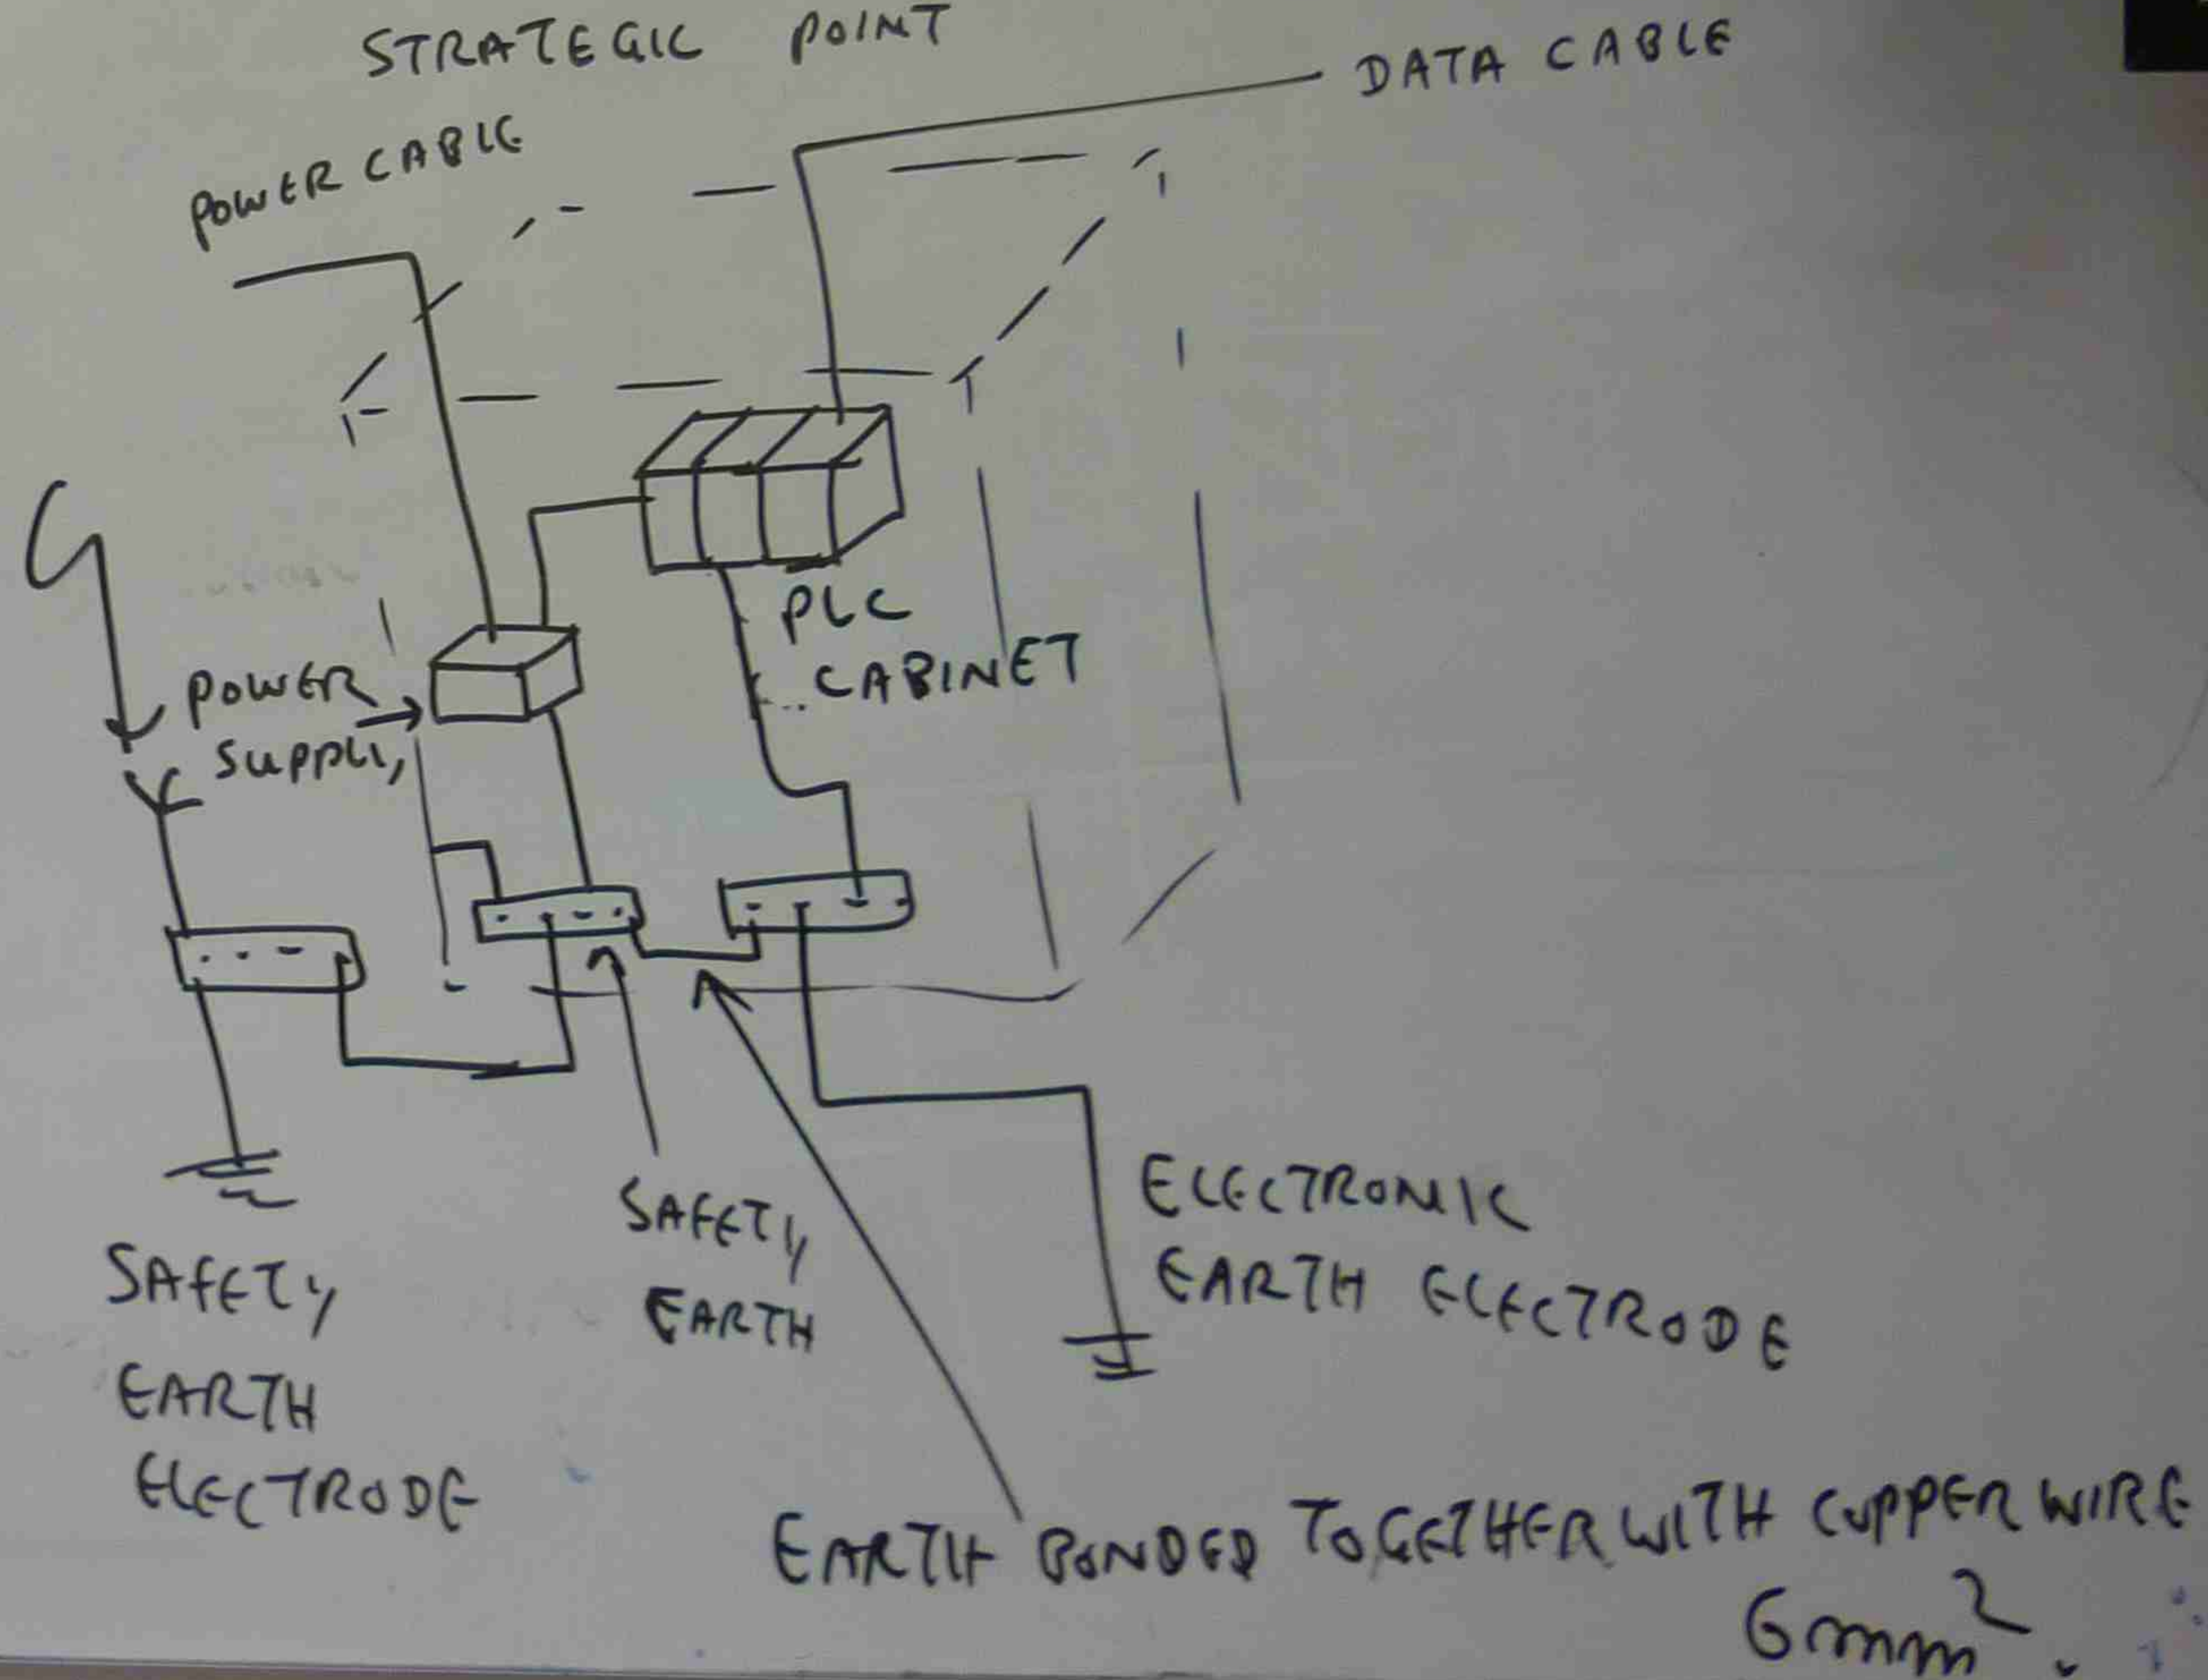 STRATEGIC POINT
DATA CABLE
POWER CABLE
PLC
CABINET
POWER
SUPPLY
SAFETY
EARTH
ELECTRODE
SAFETY
EARTH
ELECTRONIC
EARTH ELECTRODE
EARTH BONDED TOGETHER WITH COPPER WIRE
6mm².